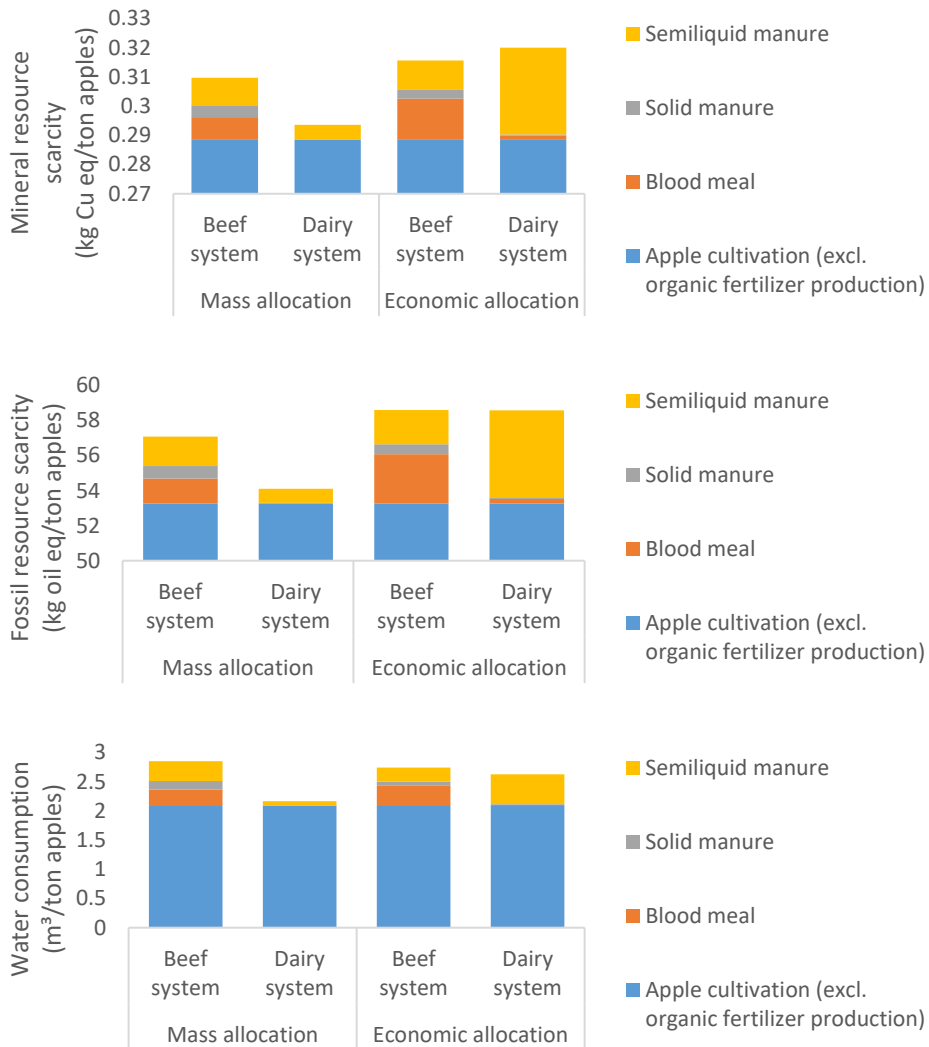 Mineral resource
scarcity
(kg Cu eq/ton apples)
0.33
0.32
0.31
0.3
0.29
0.28
0.27
Beef
system
Dairy
system
Beef
system
Dairy
system
Mass allocation
Economic allocation
Semiliquid manure
Solid manure
Blood meal
Apple cultivation (excl.
organic fertilizer production)
Fossil resource scarcity
(kg oil eq/ton apples)
60
58
56
54
52
50
Beef
system
Dairy
system
Beef
system
Dairy
system
Mass allocation
Economic allocation
Semiliquid manure
Solid manure
Blood meal
Apple cultivation (excl.
organic fertilizer production)
Water consumption
(m³/ton apples)
3
2.5
2
1.5
1
0.5
0
Beef
system
Dairy
system
Beef
system
Dairy
system
Mass allocation
Economic allocation
Semiliquid manure
Solid manure
Blood meal
Apple cultivation (excl.
organic fertilizer production)